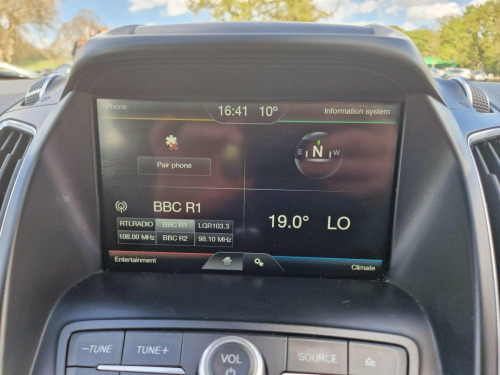 Phone 16:41 10° Information system
Pair phone
E N W
BBC R1
19.0° LO
RTLRADIO BBC R1 LGR103.3
108.00 MHz BBC R2 98.10 MHz
Entertainment Climate
−TUNE TUNE+ VOL SOURCE